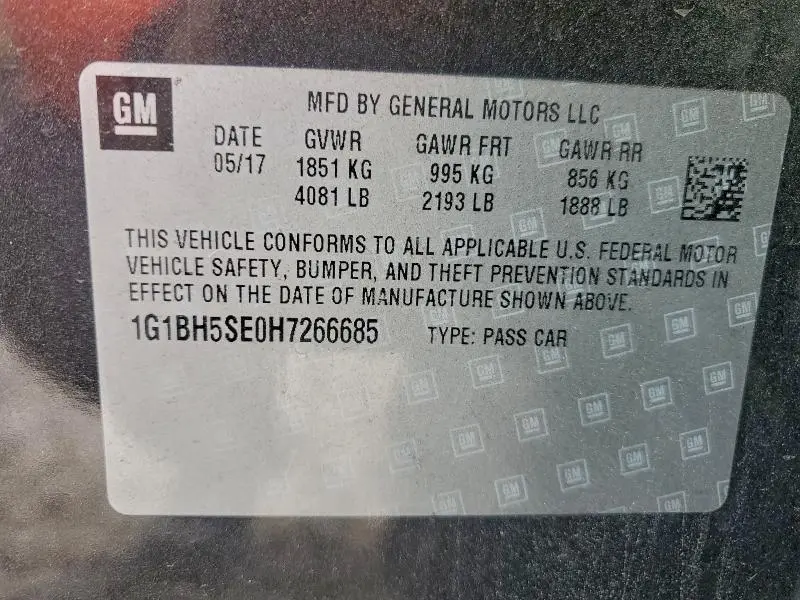 GM
MFD BY GENERAL MOTORS LLC
DATE GVWR GAWR FRT GAWR RR
05/17 1851 KG 995 KG 856 KG
4081 LB 2193 LB 1888 LB
THIS VEHICLE CONFORMS TO ALL APPLICABLE U.S. FEDERAL MOTOR
VEHICLE SAFETY, BUMPER, AND THEFT PREVENTION STANDARDS IN
EFFECT ON THE DATE OF MANUFACTURE SHOWN ABOVE.
1G1BH5SE0H7266685 TYPE: PASS CAR